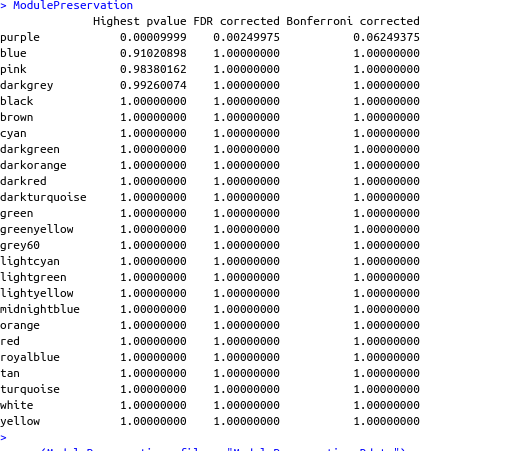 > ModulePreservation
Highest pvalue FDR corrected Bonferroni corrected
purple 0.00009999 0.00249975 0.06249375
blue 0.91020898 1.00000000 1.00000000
pink 0.98380162 1.00000000 1.00000000
darkgrey 0.99260074 1.00000000 1.00000000
black 1.00000000 1.00000000 1.00000000
brown 1.00000000 1.00000000 1.00000000
cyan 1.00000000 1.00000000 1.00000000
darkgreen 1.00000000 1.00000000 1.00000000
darkorange 1.00000000 1.00000000 1.00000000
darkred 1.00000000 1.00000000 1.00000000
darkturquoise 1.00000000 1.00000000 1.00000000
green 1.00000000 1.00000000 1.00000000
greenyellow 1.00000000 1.00000000 1.00000000
grey60 1.00000000 1.00000000 1.00000000
lightcyan 1.00000000 1.00000000 1.00000000
lightgreen 1.00000000 1.00000000 1.00000000
lightyellow 1.00000000 1.00000000 1.00000000
midnightblue 1.00000000 1.00000000 1.00000000
orange 1.00000000 1.00000000 1.00000000
red 1.00000000 1.00000000 1.00000000
royalblue 1.00000000 1.00000000 1.00000000
tan 1.00000000 1.00000000 1.00000000
turquoise 1.00000000 1.00000000 1.00000000
white 1.00000000 1.00000000 1.00000000
yellow 1.00000000 1.00000000 1.00000000
>